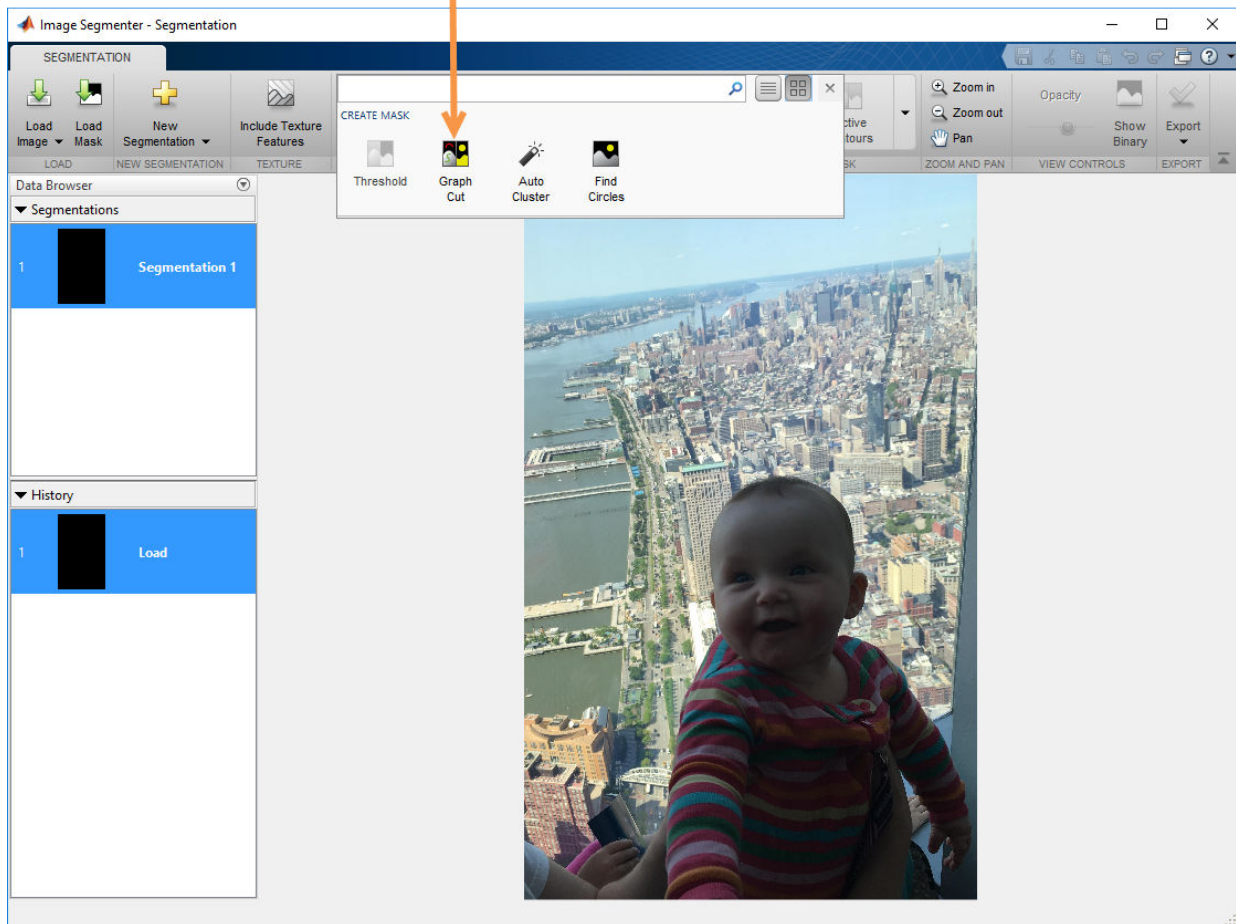 Image Segmenter - Segmentation
SEGMENTATION
Load Image
Load Mask
New Segmentation
Include Texture Features
CREATE MASK
Threshold
Graph Cut
Auto Cluster
Find Circles
Zoom in
Zoom out
Pan
Opacity
Show Binary
Export
LOAD
NEW SEGMENTATION
TEXTURE
ZOOM AND PAN
VIEW CONTROLS
EXPORT
Data Browser
Segmentations
1 Segmentation 1
History
1 Load